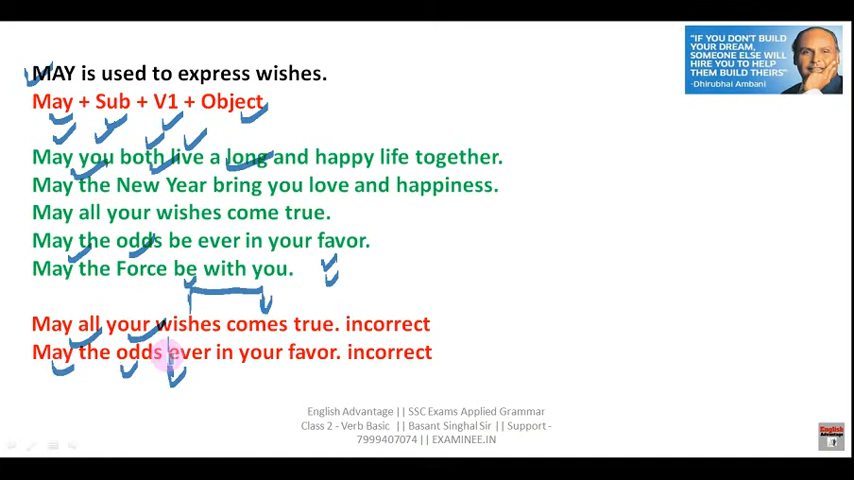 "IF YOU DON'T BUILD
YOUR DREAM,
SOMEONE ELSE WILL
HIRE YOU TO HELP
THEM BUILD THEIRS"
-Dhirubhai Ambani
MAY is used to express wishes.
May + Sub + V1 + Object
May you both live a long and happy life together.
May the New Year bring you love and happiness.
May all your wishes come true.
May the odds be ever in your favor.
May the Force be with you.
May all your wishes comes true. incorrect
May the odds ever in your favor. incorrect
English Advantage || SSC Exams Applied Grammar
Class 2 - Verb Basic || Basant Singhal Sir || Support -
7999407074 || EXAMINEE.IN
English
Advantage